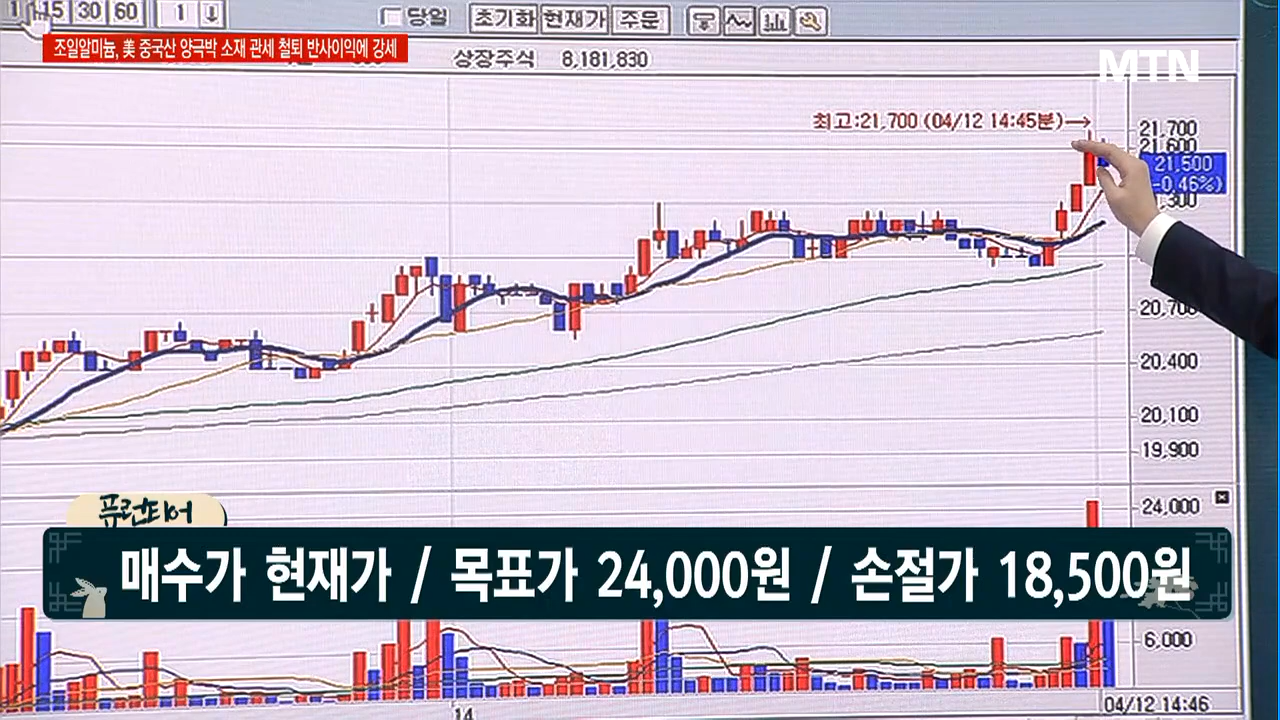 1 15 30 60 1
당일 초기화 현재가 주문
조일알미늄, 美 중국산 양극박 소재 관세 철퇴 반사이익에 강세
상장주식 8,181,830
MTN
최고:21,700 (04/12 14:45분)→
21,700
21,600
21,500
-0.46%)
20,700
20,400
20,100
19,900
24,000
퓨런티어
매수가 현재가 / 목표가 24,000원 / 손절가 18,500원
6,000
14
04/12 14:46